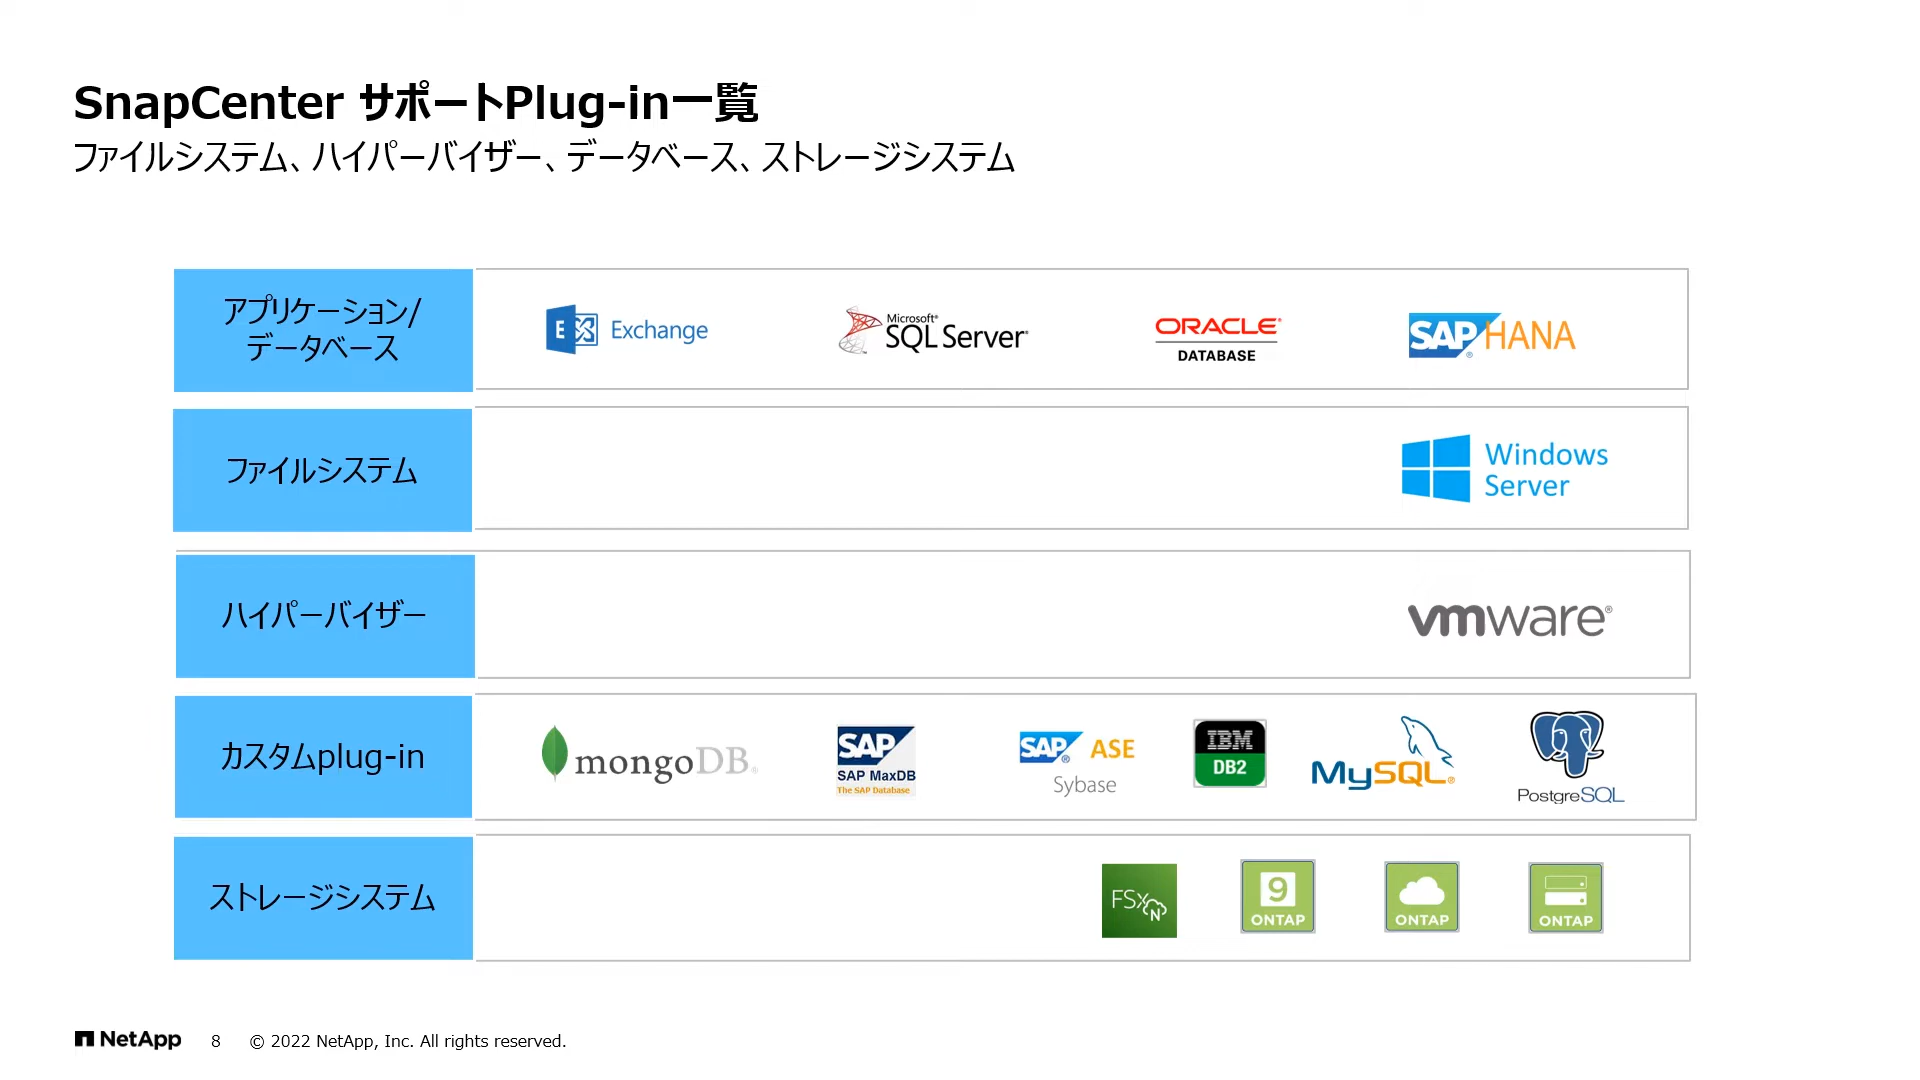 SnapCenter サポートPlug-in一覧
ファイルシステム、ハイパーバイザー、データベース、ストレージシステム
アプリケーション/
データベース
E Exchange
Microsoft®
SQL Server®
ORACLE®
DATABASE
SAP® HANA
ファイルシステム
Windows
Server
ハイパーバイザー
vmware®
カスタムplug-in
mongoDB®
SAP
SAP MaxDB
The SAP Database
SAP® ASE
Sybase
IBM
DB2
MySQL®
PostgreSQL
ストレージシステム
FSx
N
9
ONTAP
ONTAP
ONTAP
NetApp 8 © 2022 NetApp, Inc. All rights reserved.